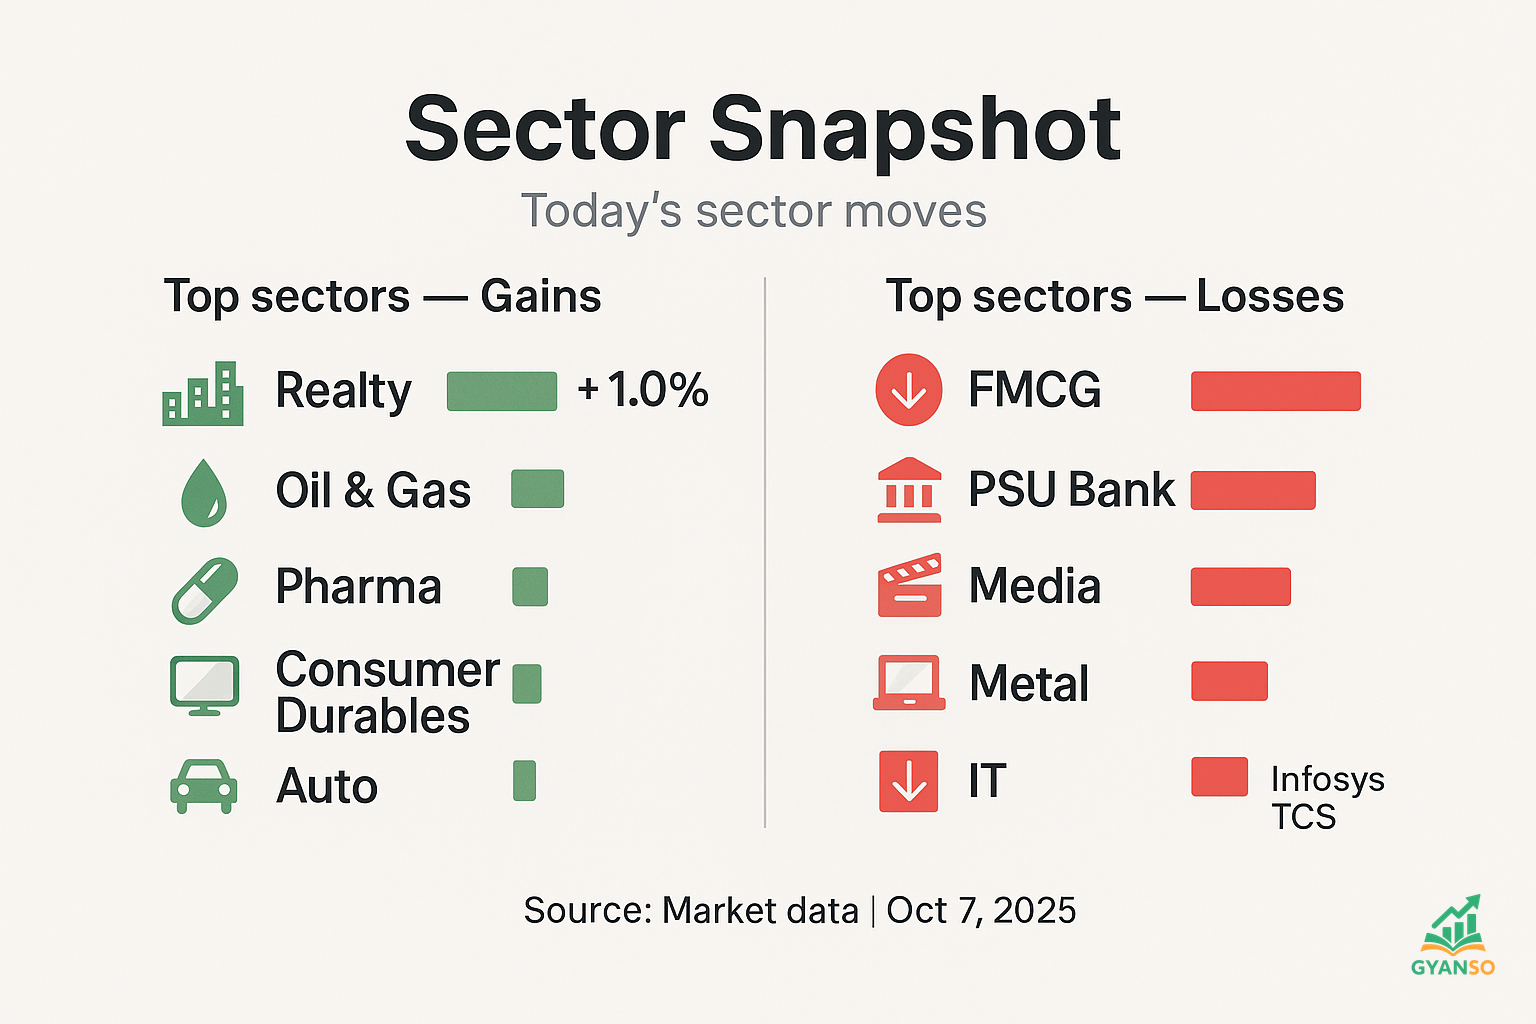 Sector Snapshot
Today's sector moves
Top sectors — Gains
Realty +1.0%
Oil & Gas
Pharma
Consumer
Durables
Auto
Top sectors — Losses
FMCG
PSU Bank
Media
Metal
IT
Infosys
TCS
Source: Market data | Oct 7, 2025
GYANSO